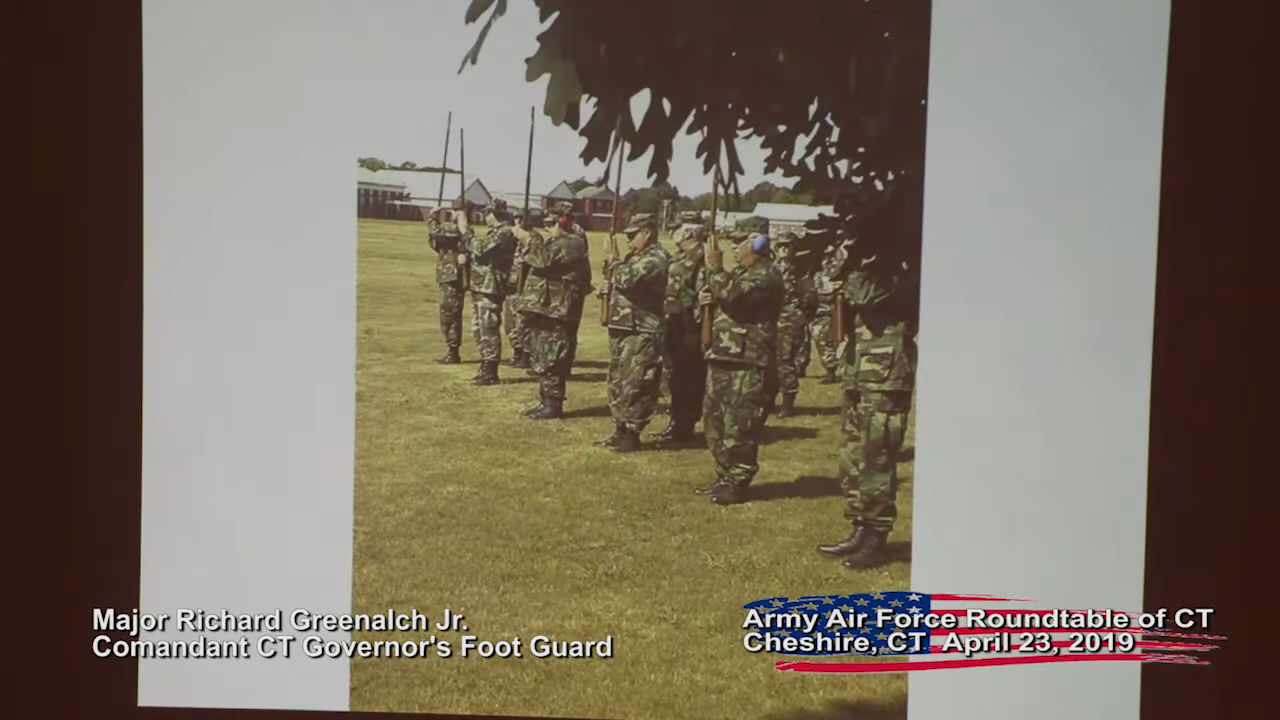 Major Richard Greenalch Jr.
Comandant CT Governor's Foot Guard
Army Air Force Roundtable of CT
Cheshire, CT  April 23, 2019